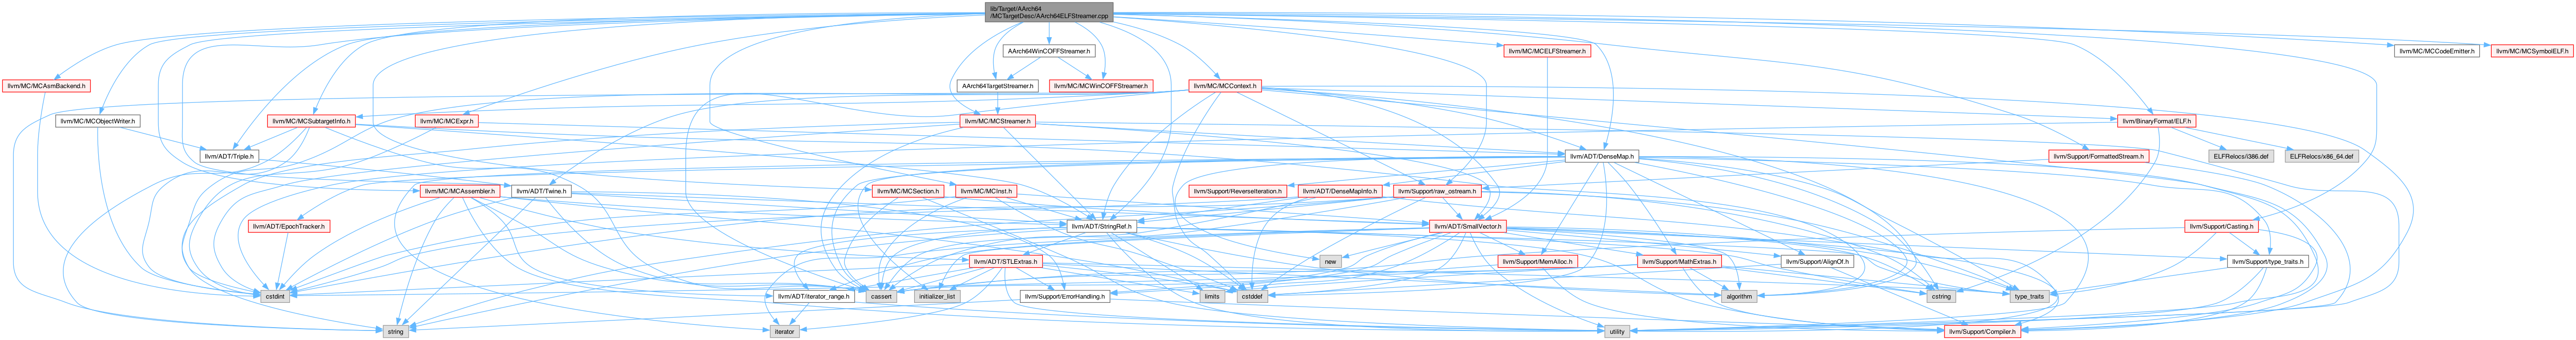 lib/Target/AArch64
/MCTargetDesc/AArch64ELFStreamer.cpp
AArch64WinCOFFStreamer.h
llvm/MC/MCELFStreamer.h
llvm/MC/MCCodeEmitter.h
llvm/MC/MCSymbolELF.h
llvm/MC/MCAsmBackend.h
AArch64TargetStreamer.h
llvm/MC/MCWinCOFFStreamer.h
llvm/MC/MCContext.h
llvm/MC/MCObjectWriter.h
llvm/MC/MCSubtargetInfo.h
llvm/MC/MCExpr.h
llvm/MC/MCStreamer.h
llvm/BinaryFormat/ELF.h
llvm/ADT/Triple.h
llvm/ADT/DenseMap.h
llvm/Support/FormattedStream.h
ELFRelocs/i386.def
ELFRelocs/x86_64.def
llvm/MC/MCAssembler.h
llvm/ADT/Twine.h
llvm/MC/MCSection.h
llvm/MC/MCInst.h
llvm/Support/ReverseIteration.h
llvm/ADT/DenseMapInfo.h
llvm/Support/raw_ostream.h
llvm/ADT/EpochTracker.h
llvm/ADT/StringRef.h
llvm/ADT/SmallVector.h
llvm/Support/Casting.h
llvm/ADT/STLExtras.h
new
llvm/Support/MemAlloc.h
llvm/Support/MathExtras.h
llvm/Support/AlignOf.h
llvm/Support/type_traits.h
cstdint
llvm/ADT/iterator_range.h
cassert
initializer_list
llvm/Support/ErrorHandling.h
limits
cstddef
algorithm
cstring
type_traits
string
iterator
utility
llvm/Support/Compiler.h